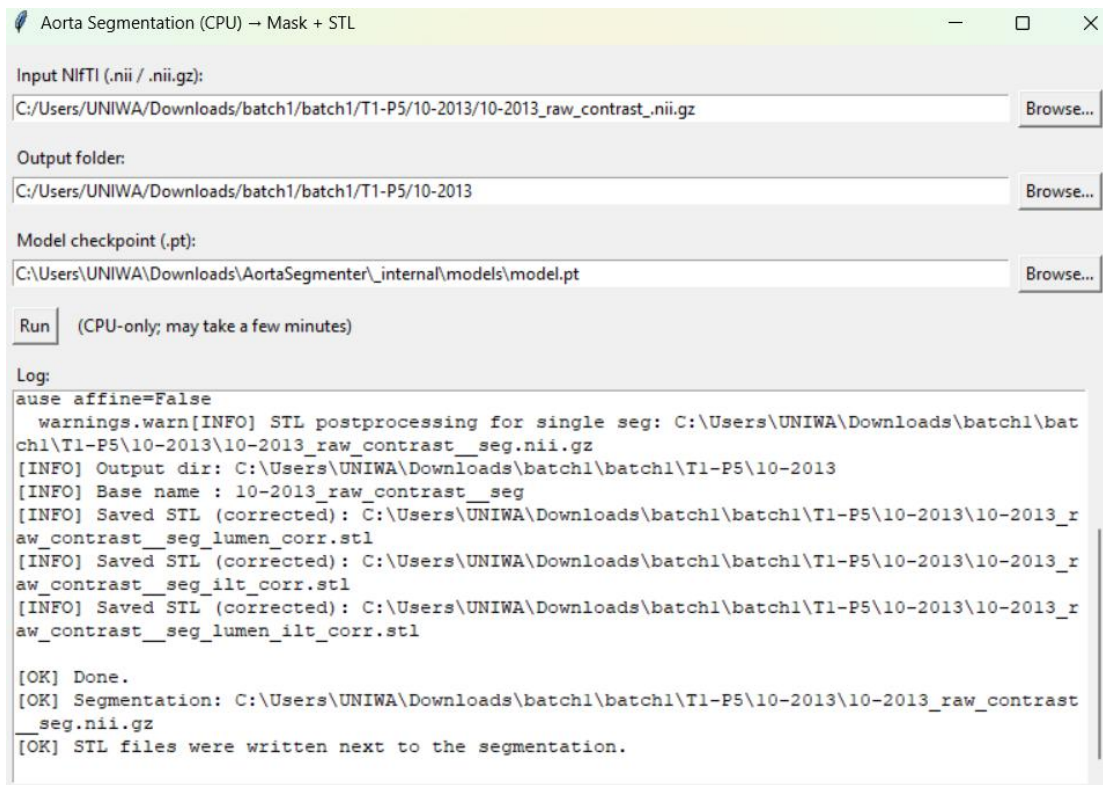 Aorta Segmentation (CPU) → Mask + STL
Input NIfTI (.nii / .nii.gz):
C:/Users/UNIWA/Downloads/batch1/batch1/T1-P5/10-2013/10-2013_raw_contrast_.nii.gz Browse...
Output folder:
C:/Users/UNIWA/Downloads/batch1/batch1/T1-P5/10-2013 Browse...
Model checkpoint (.pt):
C:\Users\UNIWA\Downloads\AortaSegmenter\_internal\models\model.pt Browse...
Run (CPU-only; may take a few minutes)
Log:
ause affine=False
  warnings.warn[INFO] STL postprocessing for single seg: C:\Users\UNIWA\Downloads\batch1\bat
ch1\T1-P5\10-2013\10-2013_raw_contrast__seg.nii.gz
[INFO] Output dir: C:\Users\UNIWA\Downloads\batch1\batch1\T1-P5\10-2013
[INFO] Base name : 10-2013_raw_contrast__seg
[INFO] Saved STL (corrected): C:\Users\UNIWA\Downloads\batch1\batch1\T1-P5\10-2013\10-2013_r
aw_contrast__seg_lumen_corr.stl
[INFO] Saved STL (corrected): C:\Users\UNIWA\Downloads\batch1\batch1\T1-P5\10-2013\10-2013_r
aw_contrast__seg_ilt_corr.stl
[INFO] Saved STL (corrected): C:\Users\UNIWA\Downloads\batch1\batch1\T1-P5\10-2013\10-2013_r
aw_contrast__seg_lumen_ilt_corr.stl
[OK] Done.
[OK] Segmentation: C:\Users\UNIWA\Downloads\batch1\batch1\T1-P5\10-2013\10-2013_raw_contrast
__seg.nii.gz
[OK] STL files were written next to the segmentation.